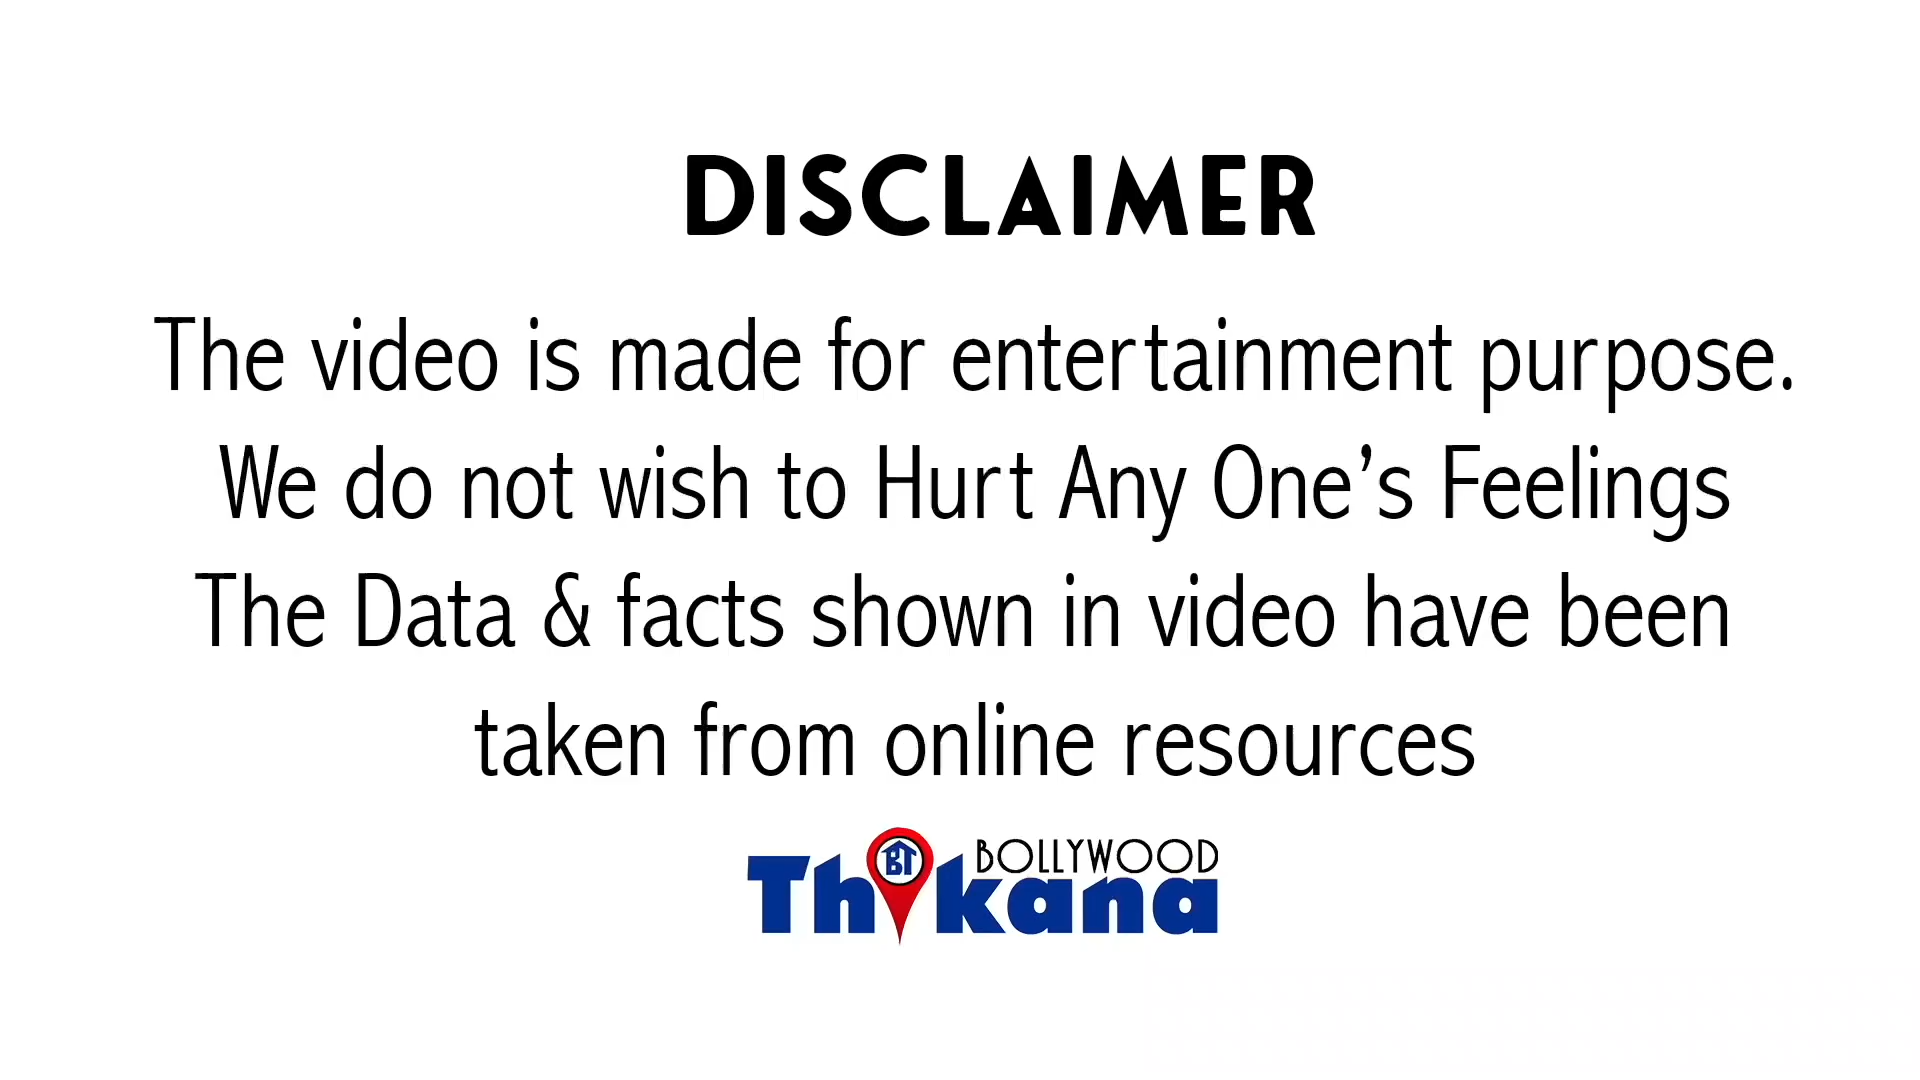 DISCLAIMER
The video is made for entertainment purpose.
We do not wish to Hurt Any One’s Feelings
The Data & facts shown in video have been
taken from online resources
BT BOLLYWOOD
Thikana